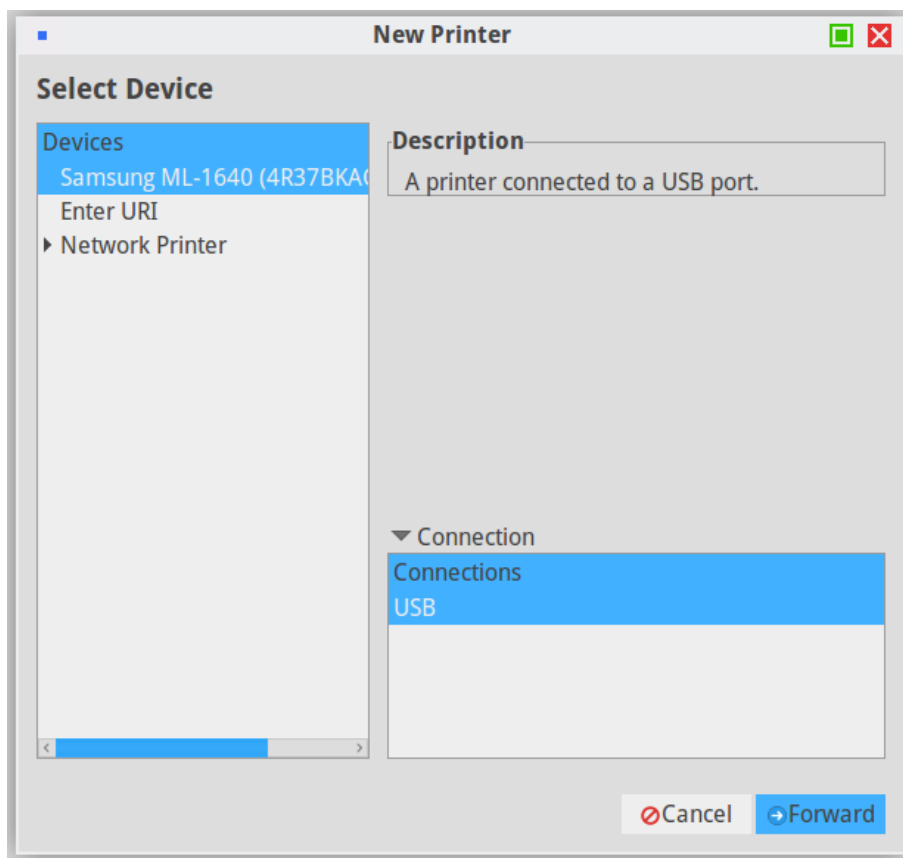 New Printer
Select Device
Devices
Samsung ML-1640 (4R37BKA
Enter URI
Network Printer
Description
A printer connected to a USB port.
Connection
Connections
USB
Cancel
Forward